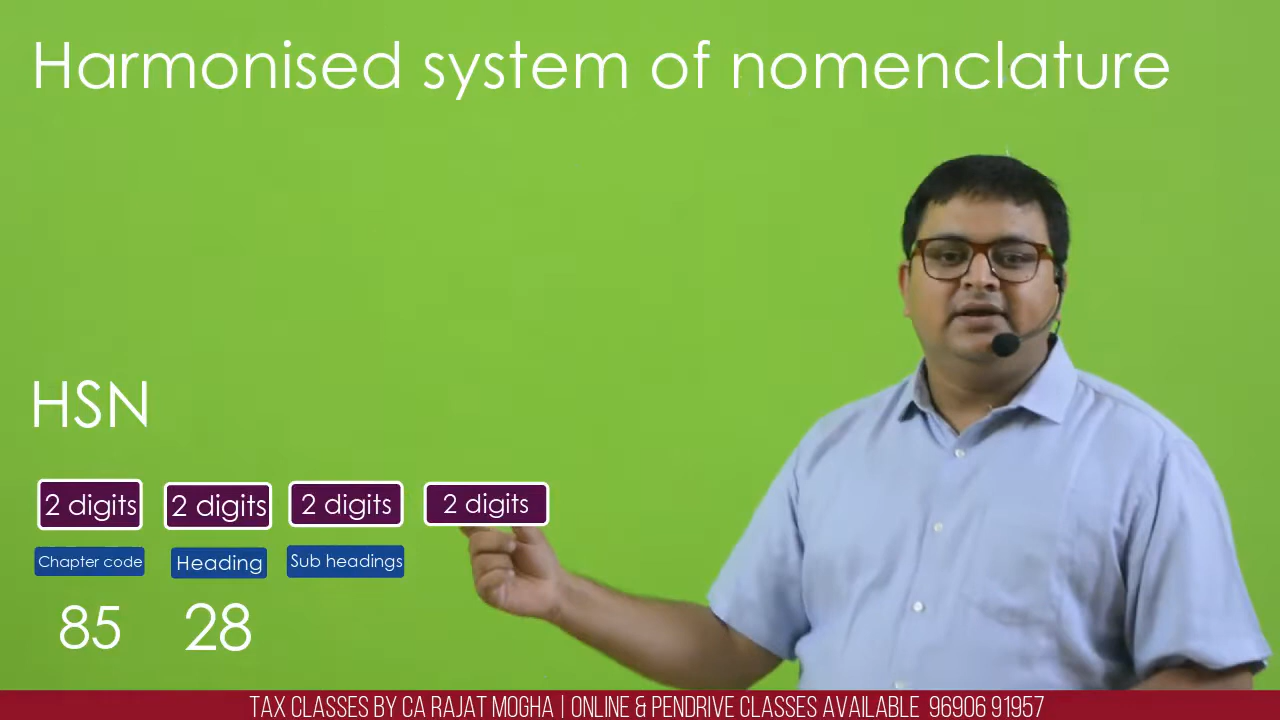 Harmonised system of nomenclature
HSN
2 digits 2 digits 2 digits 2 digits
Chapter code Heading Sub headings
85 28
TAX CLASSES BY CA RAJAT MOGHA | ONLINE & PENDRIVE CLASSES AVAILABLE 96906 91957